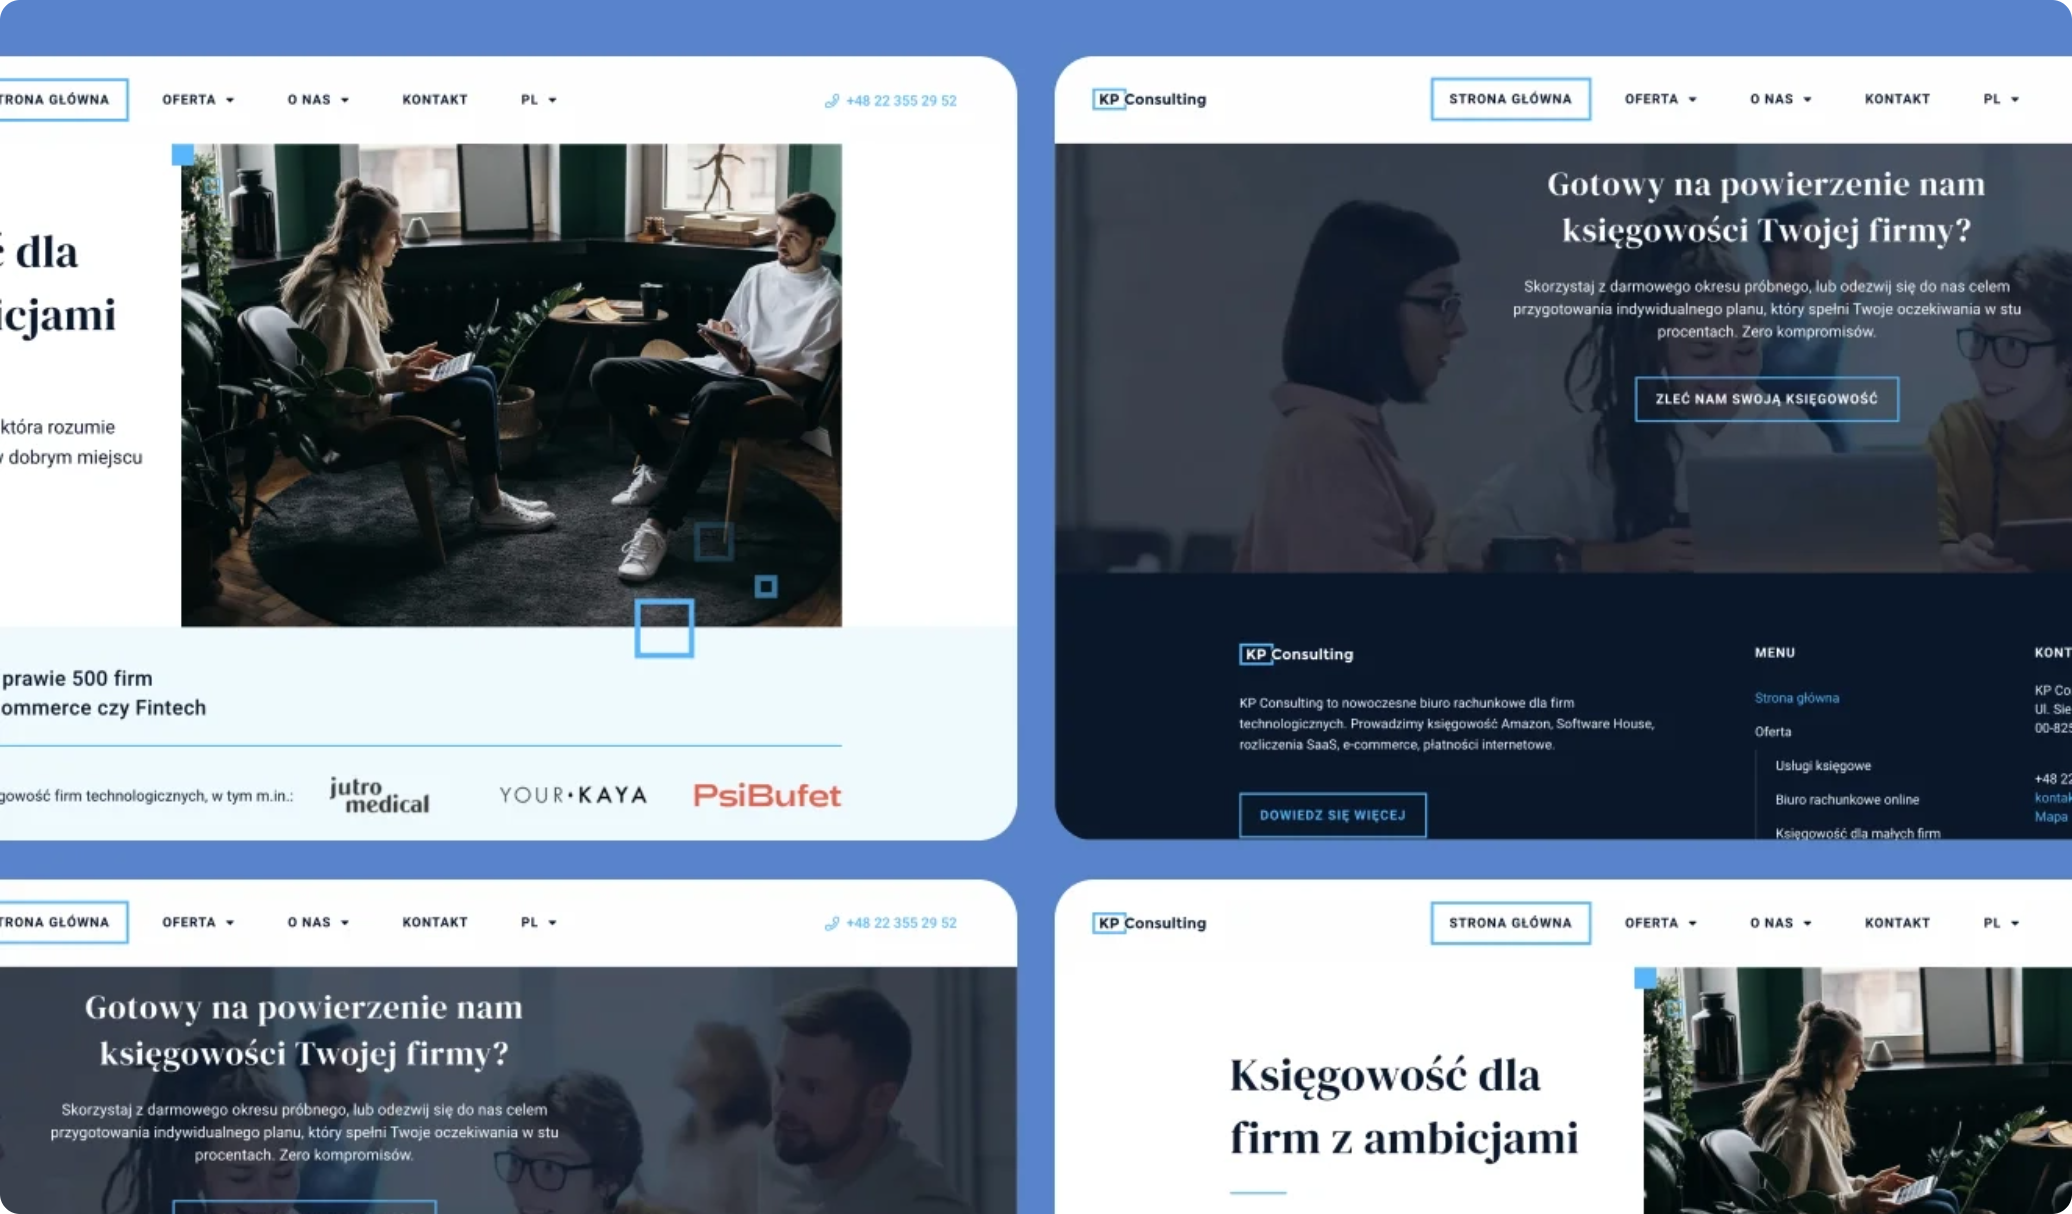 TRONA GŁÓWNA
OFERTA
O NAS
KONTAKT
PL
+48 22 355 29 52
dla
icjami
która rozumie
dobrym miejscu
prawie 500 firm
ommerce czy Fintech
gowość firm technologicznych, w tym m.in.:
jutro
medical
YOUR•KAYA
PsiBufet
KP Consulting
STRONA GŁÓWNA
OFERTA
O NAS
KONTAKT
PL
Gotowy na powierzenie nam
księgowości Twojej firmy?
Skorzystaj z darmowego okresu próbnego, lub odezwij się do nas celem
przygotowania indywidualnego planu, który spełni Twoje oczekiwania w stu
procentach. Zero kompromisów.
ZLEĆ NAM SWOJĄ KSIĘGOWOŚĆ
KP Consulting
KP Consulting to nowoczesne biuro rachunkowe dla firm
technologicznych. Prowadzimy księgowość Amazon, Software House,
rozliczenia SaaS, e-commerce, płatności internetowe.
DOWIEDZ SIĘ WIĘCEJ
MENU
Strona główna
Oferta
Usługi księgowe
Biuro rachunkowe online
Księgowość dla małych firm
KONT
KP Co
Ul. Sie
00-825
+48 22
kontak
Mapa
TRONA GŁÓWNA
OFERTA
O NAS
KONTAKT
PL
+48 22 355 29 52
Gotowy na powierzenie nam
księgowości Twojej firmy?
Skorzystaj z darmowego okresu próbnego, lub odezwij się do nas celem
przygotowania indywidualnego planu, który spełni Twoje oczekiwania w stu
procentach. Zero kompromisów.
KP Consulting
STRONA GŁÓWNA
OFERTA
O NAS
KONTAKT
PL
Księgowość dla
firm z ambicjami